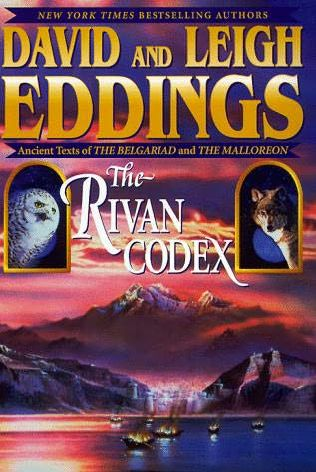 NEW YORK TIMES BESTSELLING AUTHORS
DAVID AND LEIGH
EDDINGS
Ancient Texts of THE BELGARIAD and THE MALLOREON
The
RIVAN
CODEX